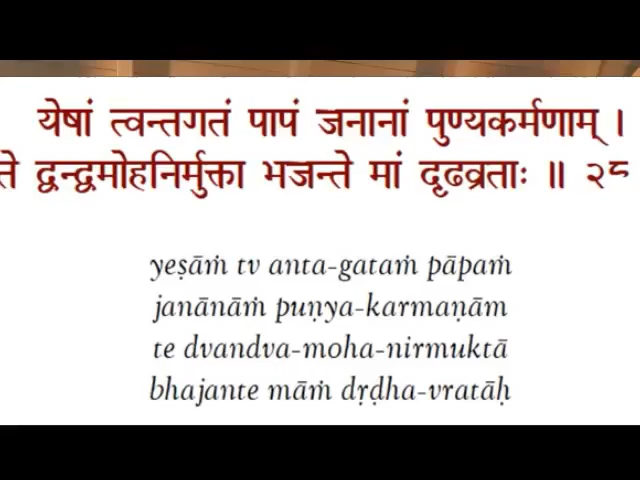 येषां त्वन्तगतं पापं जनानां पुण्यकर्मणाम् ।
ते द्वन्द्वमोहनिर्मुक्ता भजन्ते मां दृढव्रताः ॥ २८
yeṣāṁ tv anta-gataṁ pāpaṁ
janānāṁ puṇya-karmaṇām
te dvandva-moha-nirmuktā
bhajante māṁ dṛḍha-vratāḥ